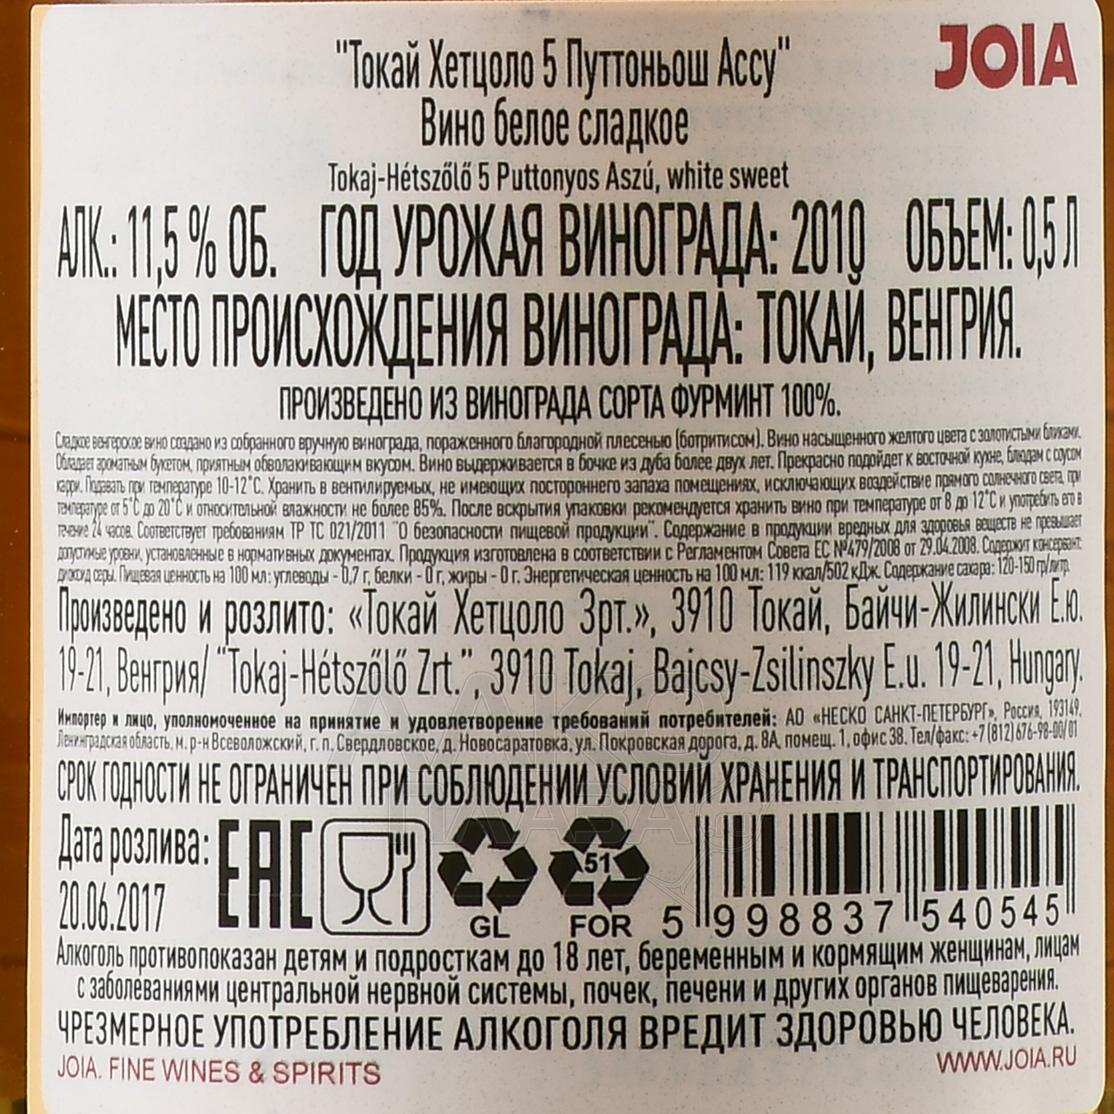 "Токай Хетцоло 5 Путтоньош Ассу"
JOIA
Вино белое сладкое
Tokaj-Hétszőlő 5 Puttonyos Aszú, white sweet
АЛК.: 11,5 % ОБ. ГОД УРОЖАЯ ВИНОГРАДА: 2010 ОБЪЕМ: 0,5 Л
МЕСТО ПРОИСХОЖДЕНИЯ ВИНОГРАДА: ТОКАЙ, ВЕНГРИЯ.
ПРОИЗВЕДЕНО ИЗ ВИНОГРАДА СОРТА ФУРМИНТ 100%.
Сладкое венгерское вино создано из собранного вручную винограда, пораженного благородной плесенью (ботритисом). Вино насыщенного желтого цвета с золотистыми бликами.
Обладает ароматным букетом, приятным обволакивающим вкусом. Вино выдерживается в бочке из дуба более двух лет. Прекрасно подойдет к восточной кухне, блюдам с соусом
карри. Подавать при температуре 10-12°С. Хранить в вентилируемых, не имеющих постороннего запаха помещениях, исключающих воздействие прямого солнечного света, при
температуре от 5°С до 20°С и относительной влажности не более 85%. После вскрытия упаковки рекомендуется хранить вино при температуре от 8 до 12°С и употребить его в
течение 24 часов. Соответствует требованиям ТР ТС 021/2011 "О безопасности пищевой продукции". Содержание в продукции вредных для здоровья веществ не превышает
допустимые уровни, установленные в нормативных документах. Продукция изготовлена в соответствии с Регламентом Совета ЕС №479/2008 от 29.04.2008. Содержит консервант:
диоксид серы. Пищевая ценность на 100 мл: углеводы - 0,7 г, белки - 0 г, жиры - 0 г. Энергетическая ценность на 100 мл: 119 ккал/502 кДж. Содержание сахара: 120-150 гр/литр.
Произведено и розлито: «Токай Хетцоло Зрт.», 3910 Токай, Байчи-Жилински Е.ю.
19-21, Венгрия/ "Tokaj-Hétszőlő Zrt.", 3910 Tokaj, Bajcsy-Zsilinszky E.u. 19-21, Hungary.
Импортер и лицо, уполномоченное на принятие и удовлетворение требований потребителей: АО «НЕСКО САНКТ-ПЕТЕРБУРГ», Россия, 193149,
Ленинградская область, м. р-н Всеволожский, г. п. Свердловское, д. Новосаратовка, ул. Покровская дорога, д. 8А, помещ. 1, офис 38. Тел/факс: +7 (812) 676-98-00/01
СРОК ГОДНОСТИ НЕ ОГРАНИЧЕН ПРИ СОБЛЮДЕНИИ УСЛОВИЙ ХРАНЕНИЯ И ТРАНСПОРТИРОВАНИЯ.
Дата розлива:
20.06.2017
ЕАС
GL
51
FOR
5 998837 540545
Алкоголь противопоказан детям и подросткам до 18 лет, беременным и кормящим женщинам, лицам
с заболеваниями центральной нервной системы, почек, печени и других органов пищеварения.
ЧРЕЗМЕРНОЕ УПОТРЕБЛЕНИЕ АЛКОГОЛЯ ВРЕДИТ ЗДОРОВЬЮ ЧЕЛОВЕКА.
JOIA. FINE WINES & SPIRITS
WWW.JOIA.RU